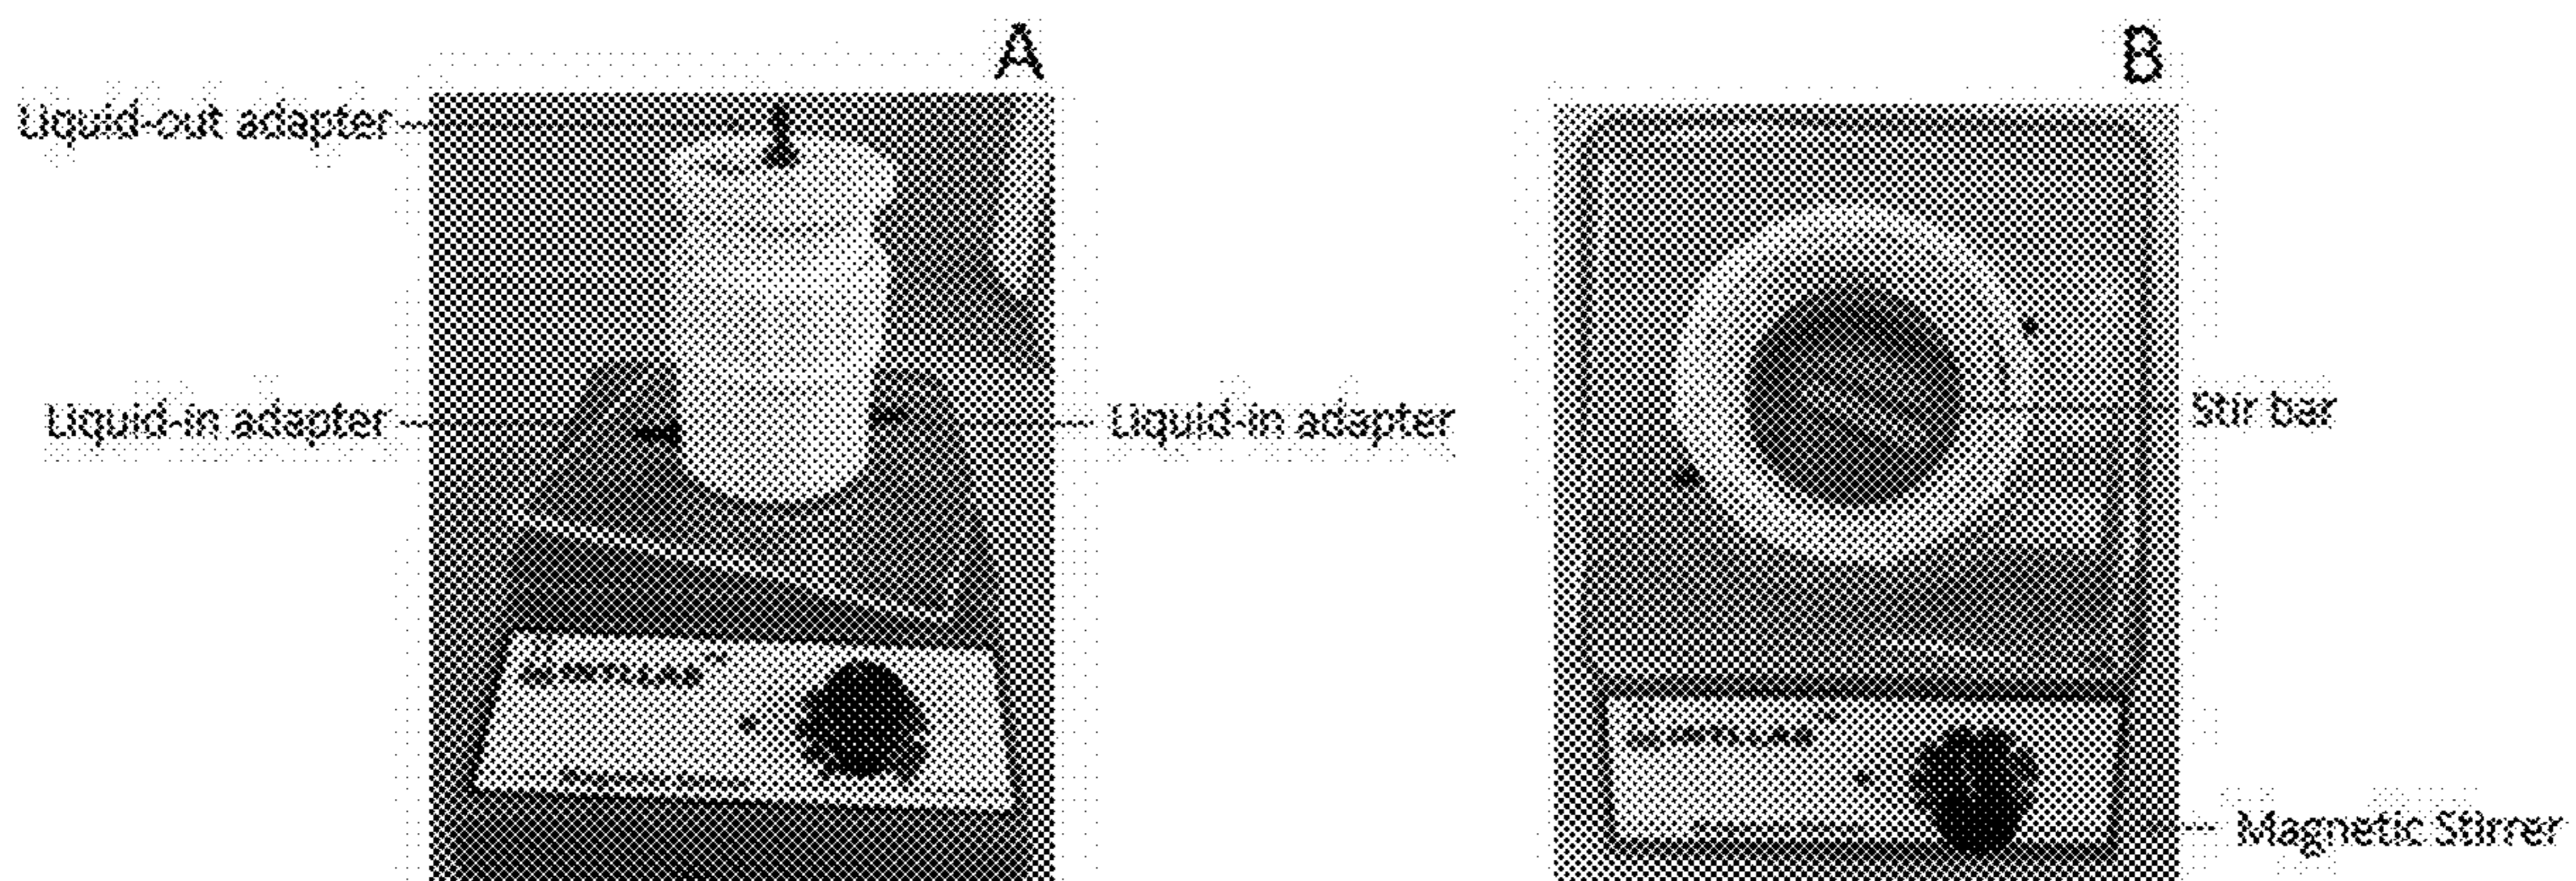 A
B
Liquid-out adapter
Liquid-in adapter
Liquid-in adapter
Stir bar
Magnetic Stirrer